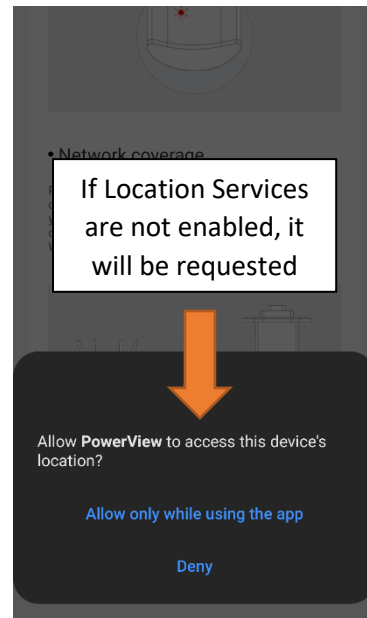 • Network coverage
If Location Services
are not enabled, it
will be requested
Allow PowerView to access this device's
location?
Allow only while using the app
Deny